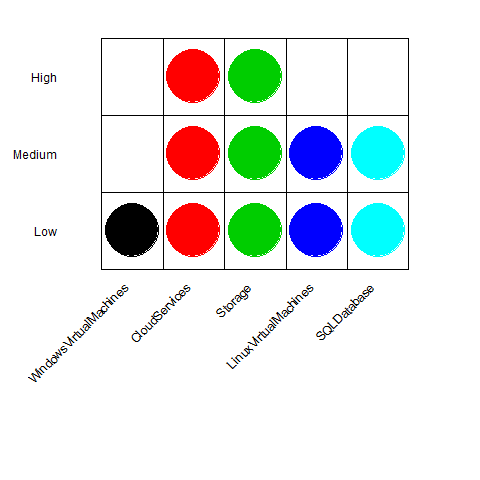 High
Medium
Low
WindowsVirtualMachines
CloudServices
Storage
LinuxVirtualMachines
SQLDatabase